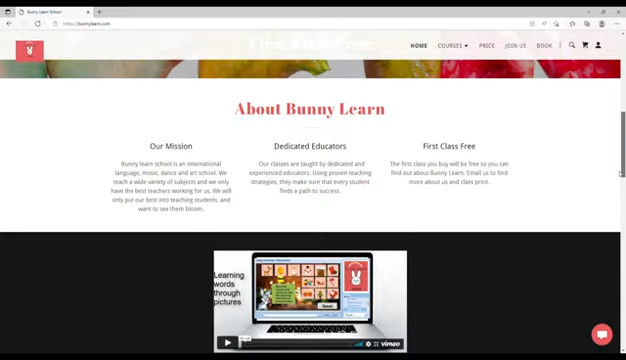 Bunny Learn School
https://bunnylearn.com
First Class Free
HOME COURSES PRICE JOIN US BOOK
About Bunny Learn
Our Mission
Bunny learn school is an international
language, music, dance and art school. We
teach a wide variety of subjects and we only
have the best teachers working for us. We will
only put our best into teaching students, and
want to see them bloom.
Dedicated Educators
Our classes are taught by dedicated and
experienced educators. Using proven teaching
strategies, they make sure that every student
finds a path to success.
First Class Free
The first class you buy will be free so you can
find out about Bunny Learn. Email us to find
more about us and class price.
Learning
words
through
pictures
vimeo